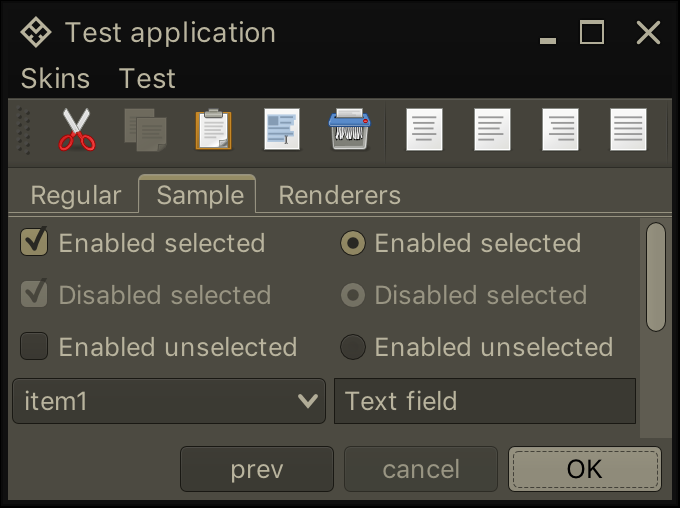 Test application
Skins Test
Regular Sample Renderers
Enabled selected Enabled selected
Disabled selected Disabled selected
Enabled unselected Enabled unselected
item1 Text field
prev cancel OK